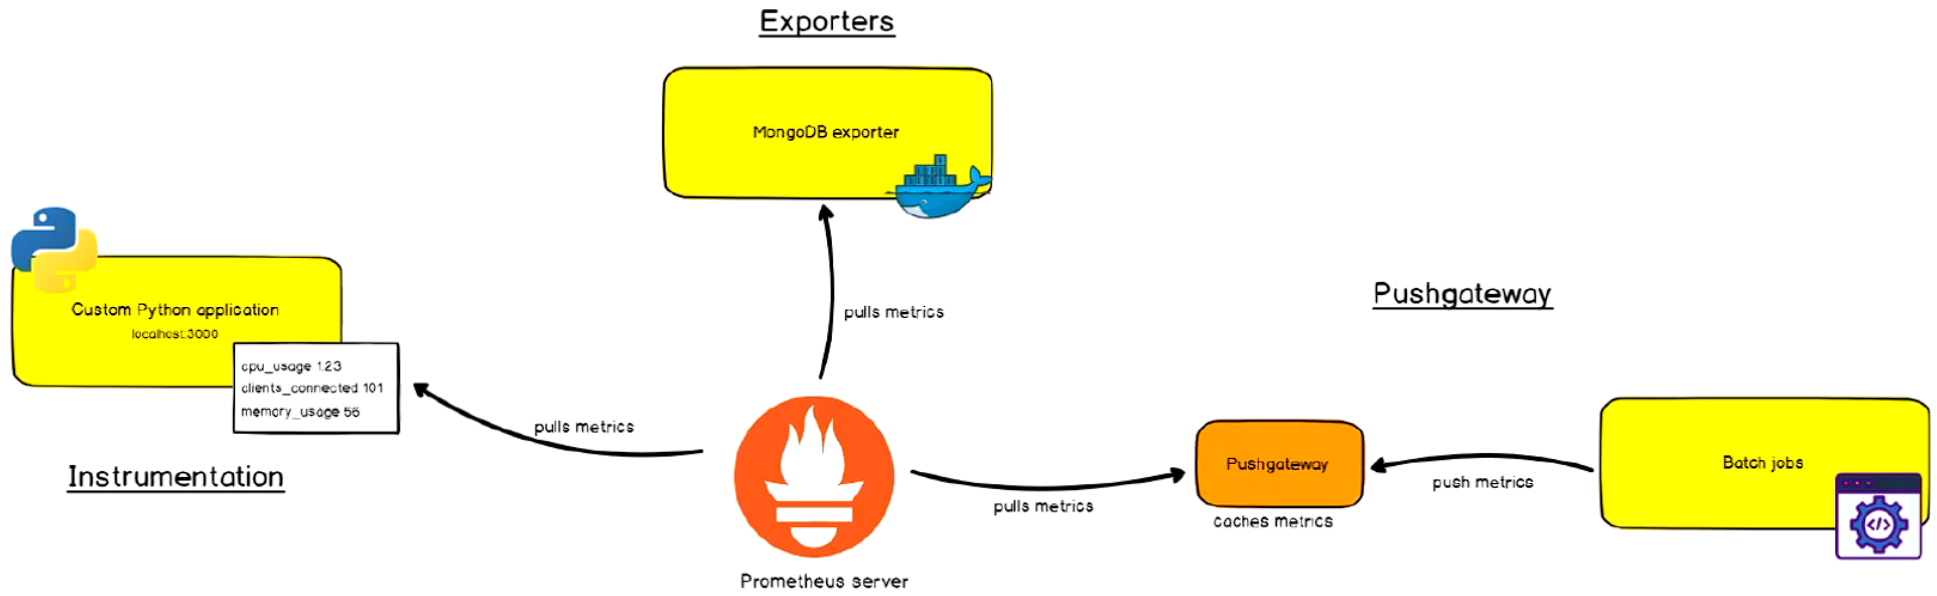 Exporters
MongoDB exporter
Custom Python application
localhost:3000
cpu_usage 1.23
clients_connected 101
memory_usage 56
Instrumentation
pulls metrics
pulls metrics
Prometheus server
pulls metrics
Pushgateway
Pushgateway
caches metrics
push metrics
Batch jobs
</>